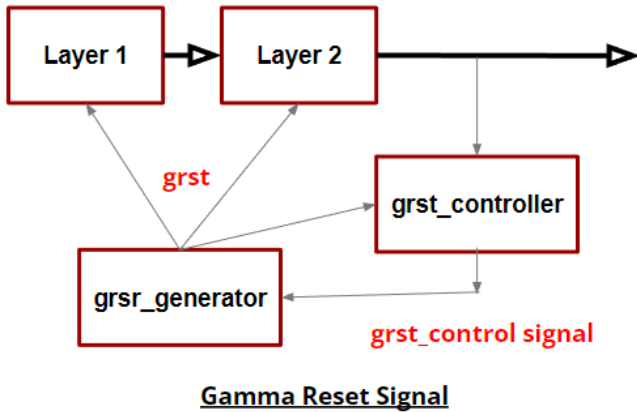 Layer 1
Layer 2
grst
grst_controller
grsr_generator
grst_control signal
Gamma Reset Signal